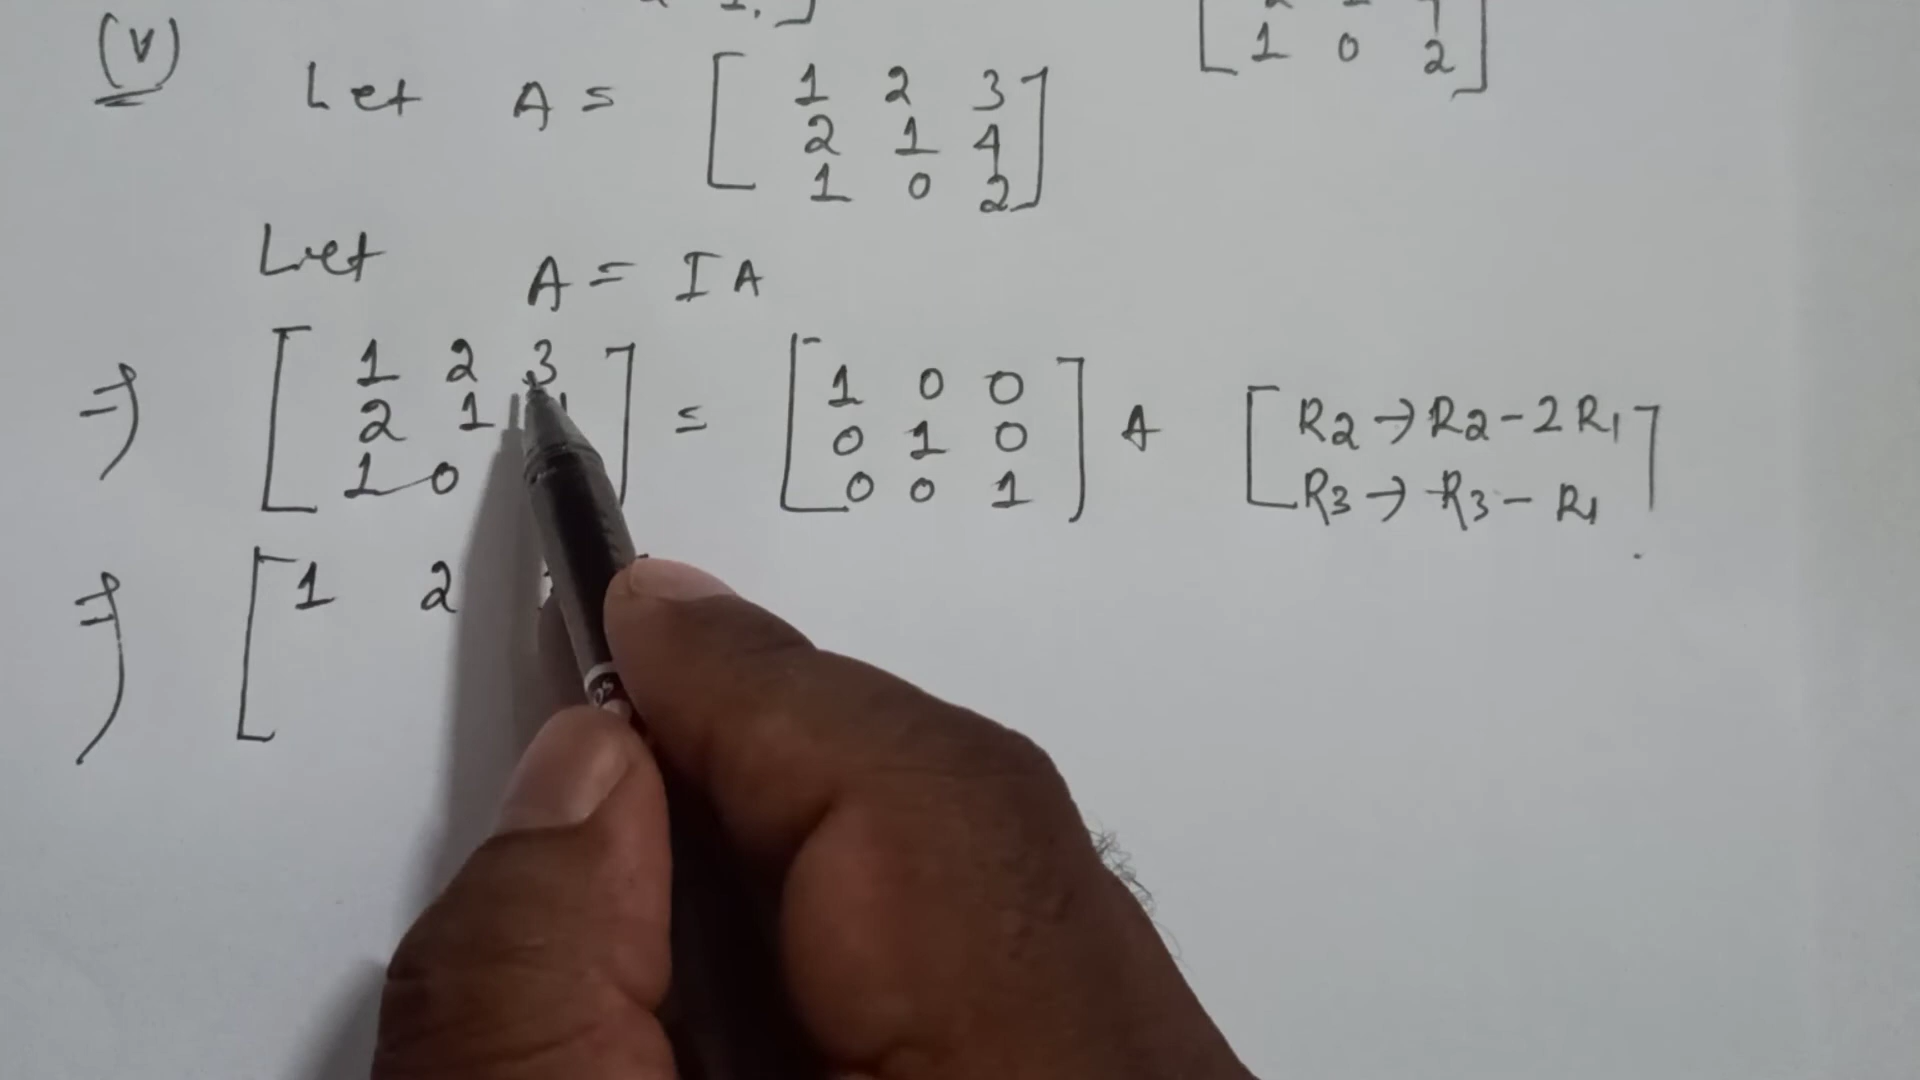 1. ]
1 0 2 ]
(V) Let A = [ 1 2 3 ]
2 1 4
1 0 2
Let A = I A
⇒ [ 1 2 3 ] = [ 1 0 0 ] A [ R2 → R2 - 2R1 ]
2 1 0 1 0 R3 → R3 - R1
1 0 0 0 1
⇒ [ 1 2